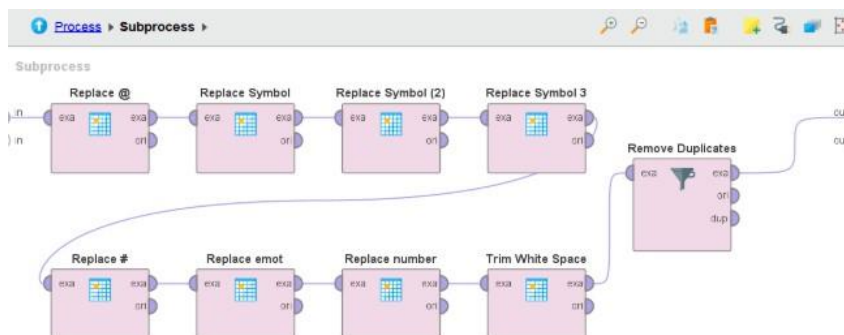 Process ▸ Subprocess ▸
Subprocess
Replace @
Replace Symbol
Replace Symbol (2)
Replace Symbol 3
in
exa
exa
exa
exa
exa
exa
exa
exa
in
ori
ori
ori
ori
Remove Duplicates
exa
exa
ori
dup
Replace #
Replace emot
Replace number
Trim White Space
exa
exa
exa
exa
exa
exa
exa
exa
ori
ori
ori
ori